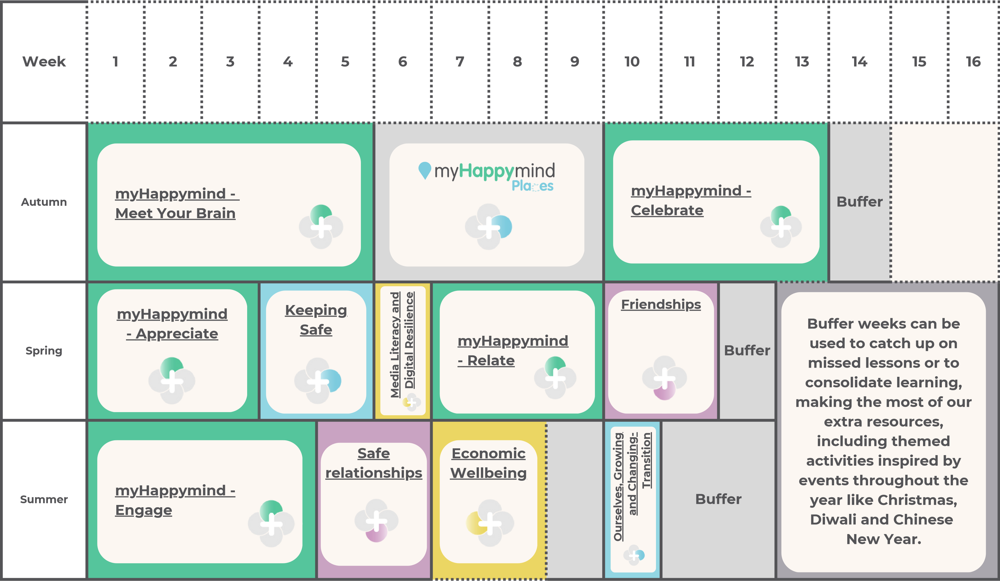 Week 1 2 3 4 5 6 7 8 9 10 11 12 13 14 15 16
Autumn
myHappymind -
Meet Your Brain
myHappymind
Places
myHappymind -
Celebrate
Buffer
Spring
myHappymind
- Appreciate
Keeping
Safe
Media Literacy and
Digital Resilience
myHappymind
- Relate
Friendships
Buffer
Summer
myHappymind -
Engage
Safe
relationships
Economic
Wellbeing
Ourselves, Growing
and Changing-
Transition
Buffer
Buffer weeks can be
used to catch up on
missed lessons or to
consolidate learning,
making the most of our
extra resources,
including themed
activities inspired by
events throughout the
year like Christmas,
Diwali and Chinese
New Year.